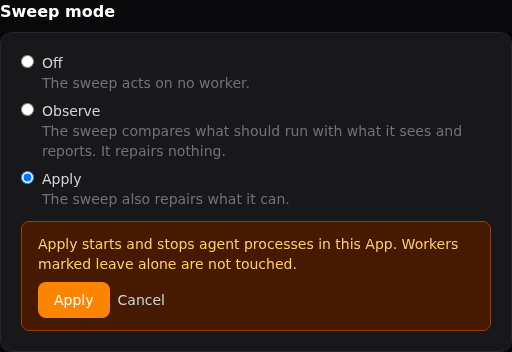 Sweep mode
Off
The sweep acts on no worker.
Observe
The sweep compares what should run with what it sees and
reports. It repairs nothing.
Apply
The sweep also repairs what it can.
Apply starts and stops agent processes in this App. Workers
marked leave alone are not touched.
Apply Cancel